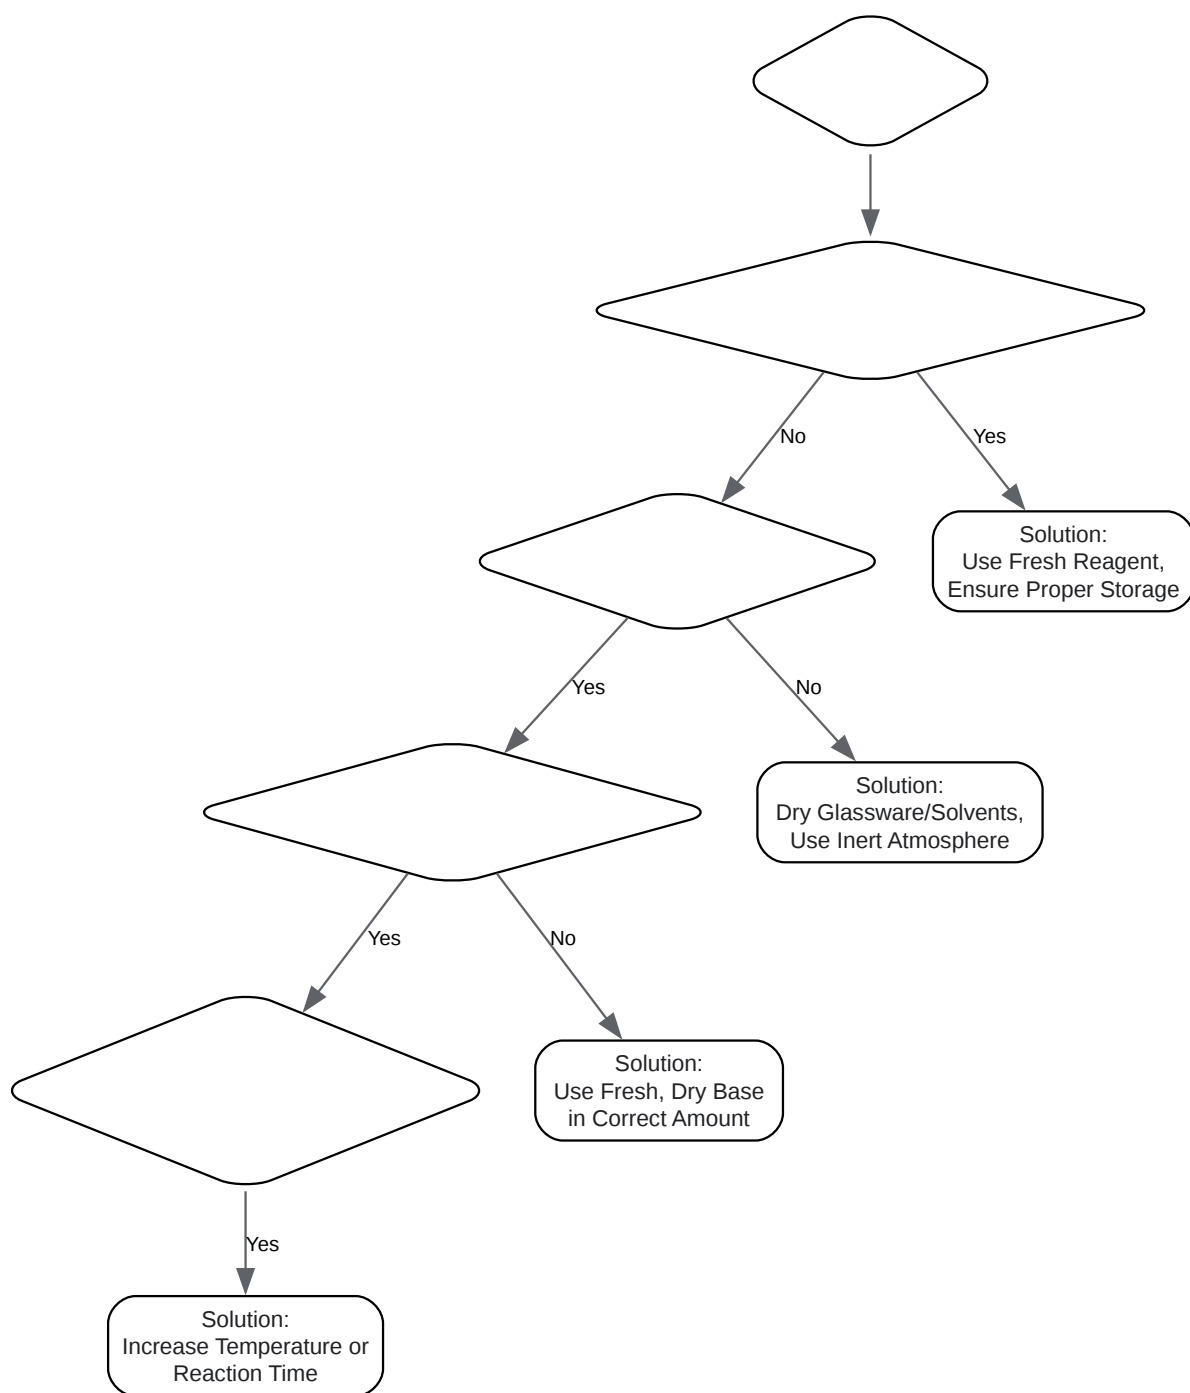 No
Yes
Solution:
Use Fresh Reagent,
Ensure Proper Storage
Yes
No
Solution:
Dry Glassware/Solvents,
Use Inert Atmosphere
Yes
No
Solution:
Use Fresh, Dry Base
in Correct Amount
Yes
Solution:
Increase Temperature or
Reaction Time